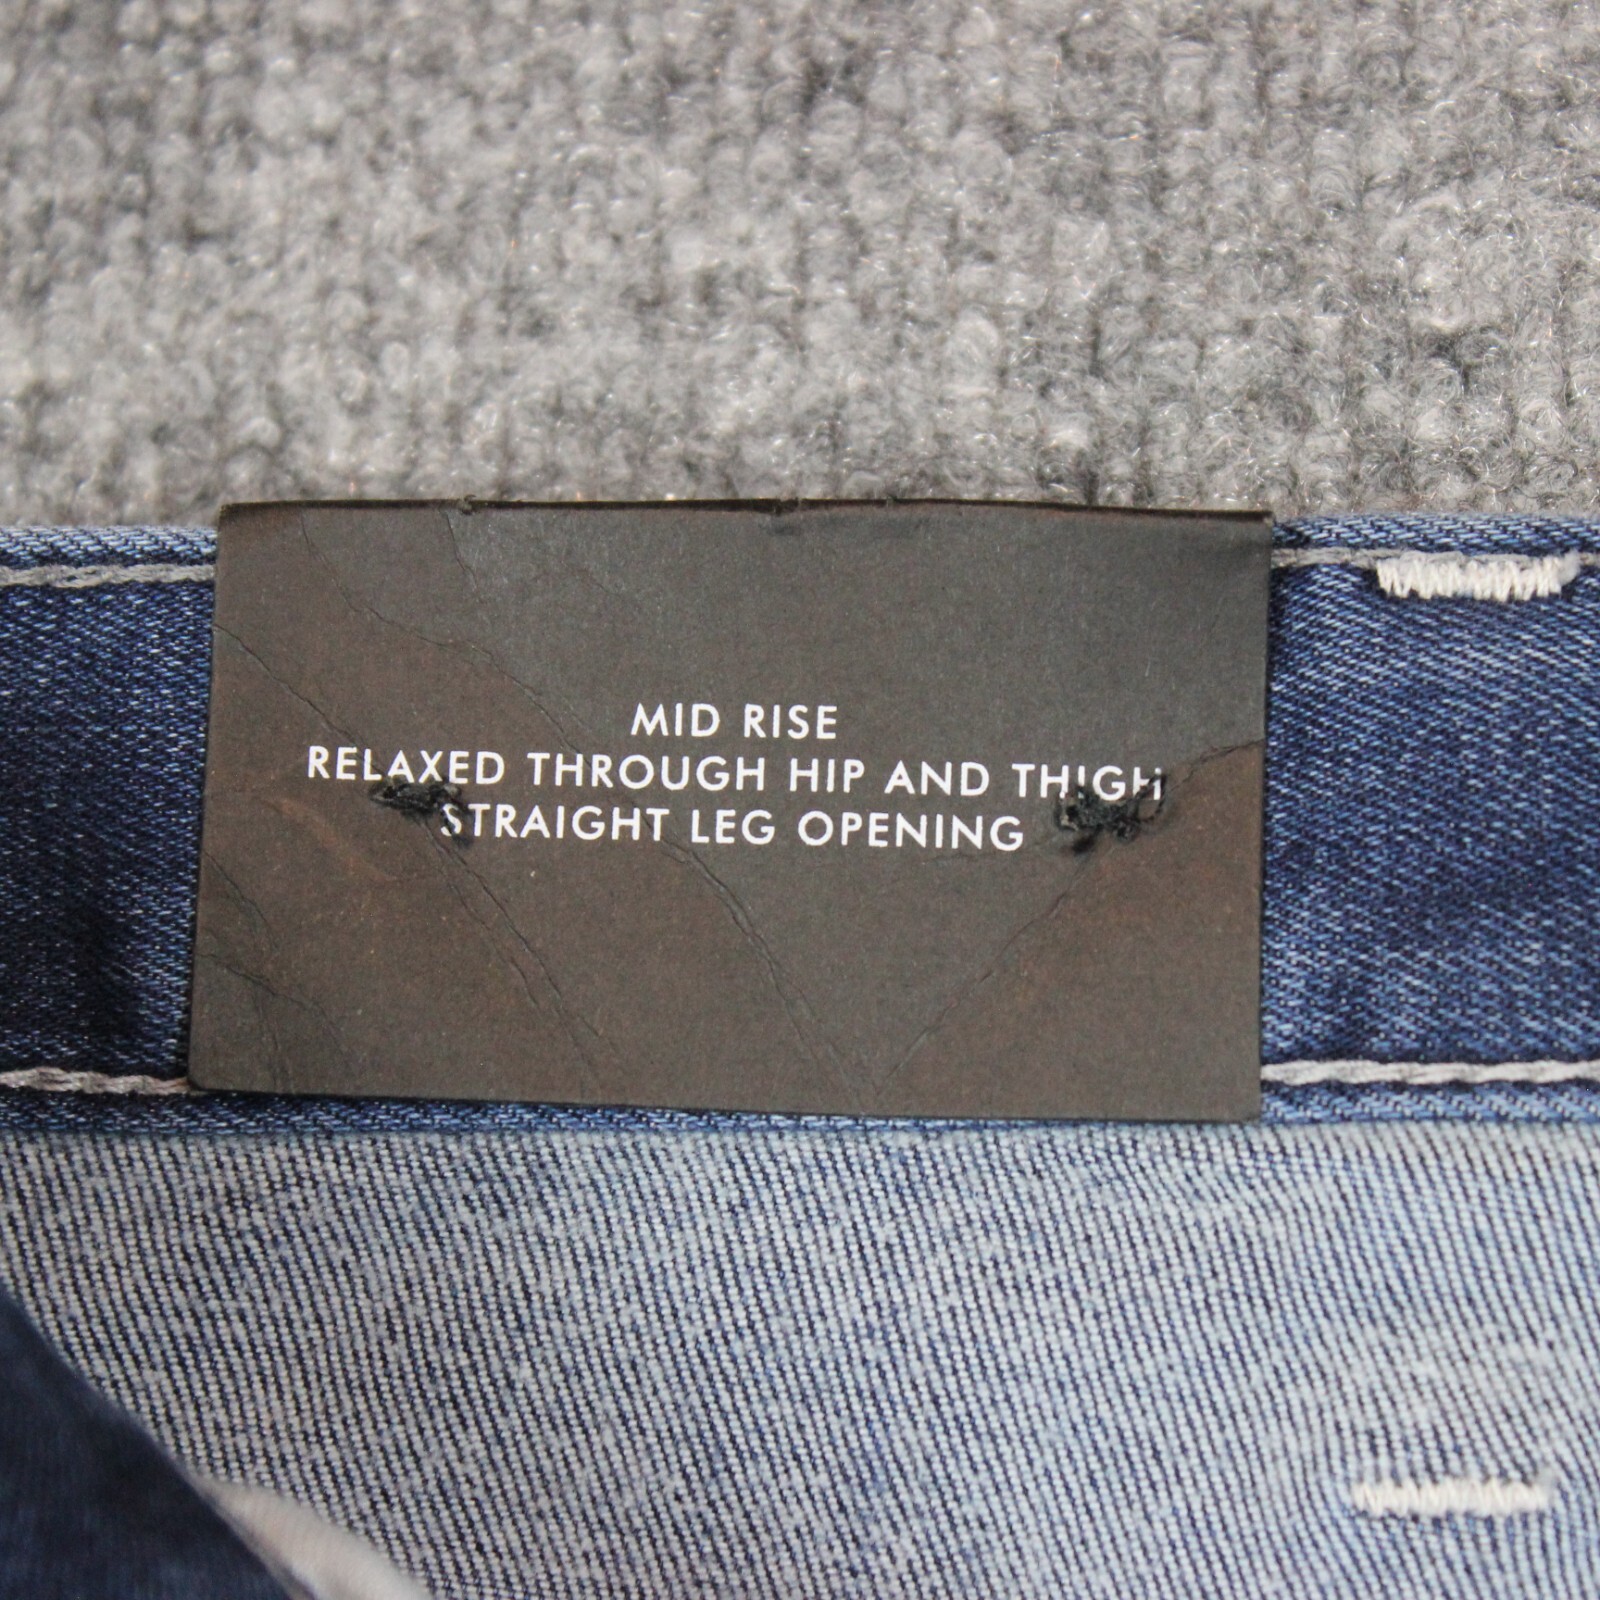 MID RISE
RELAXED THROUGH HIP AND THIGH
STRAIGHT LEG OPENING